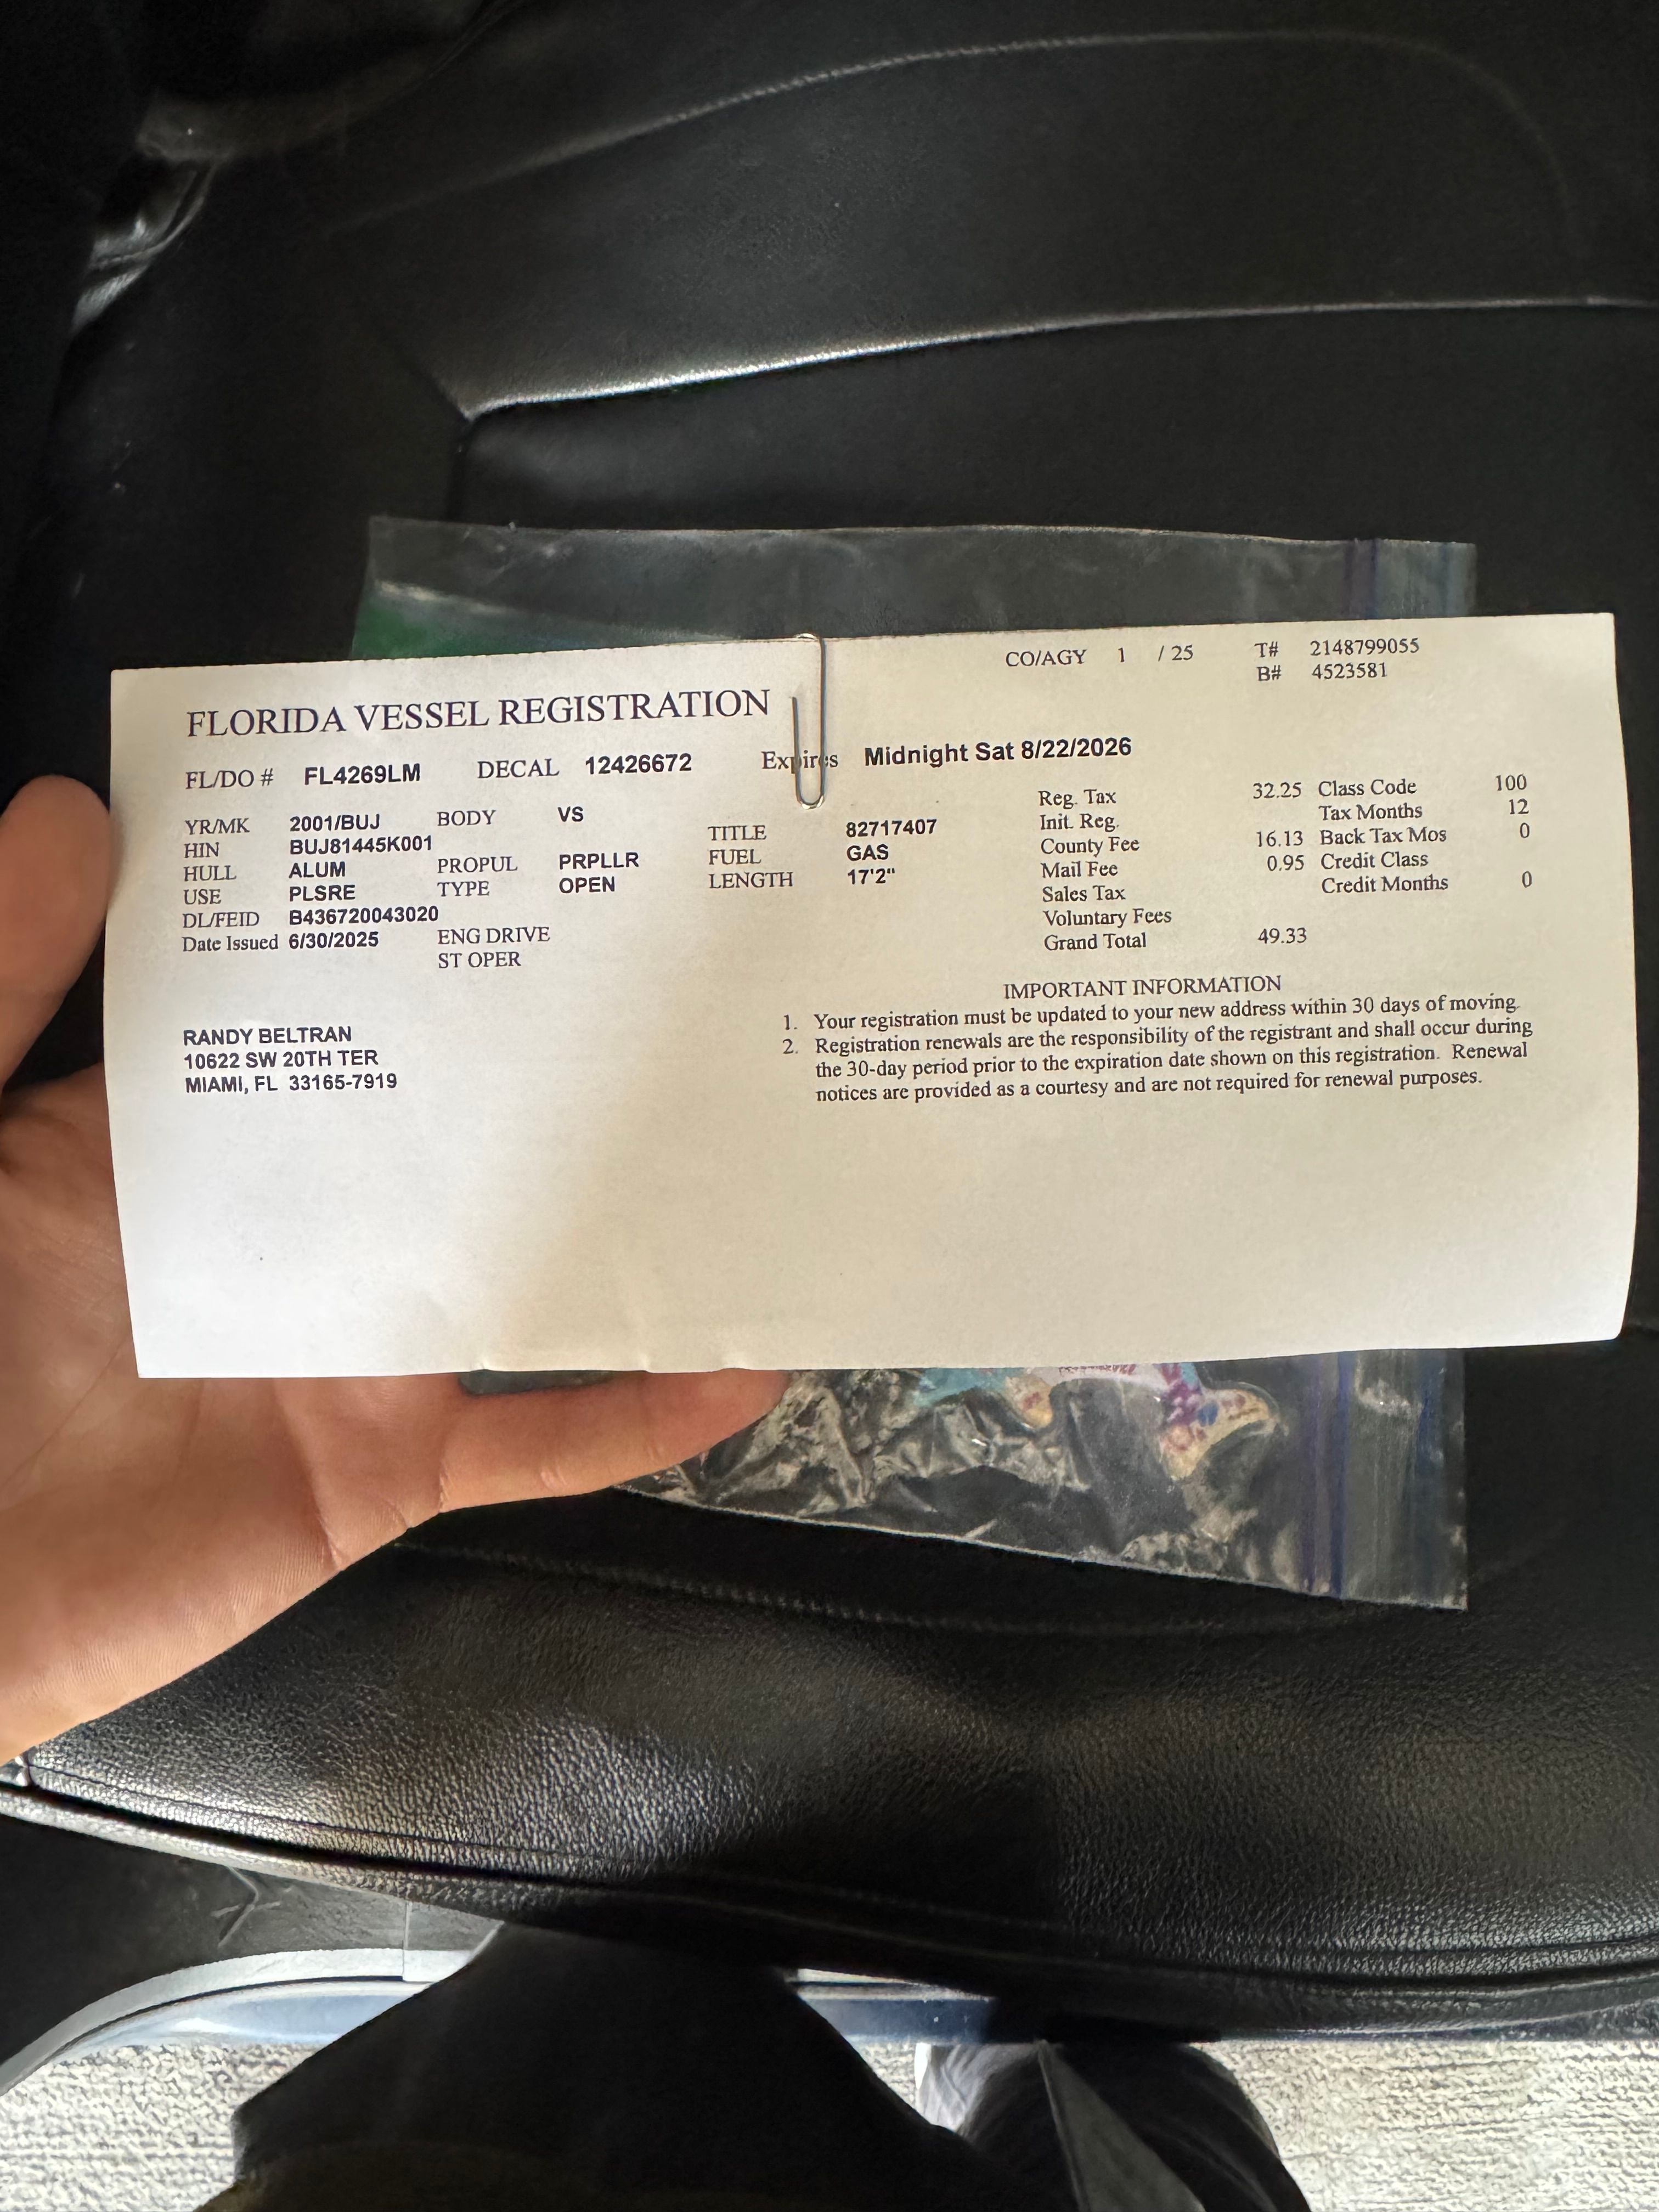 CO/AGY 1 / 25 T# 2148799055
B# 4523581
FLORIDA VESSEL REGISTRATION
FL/DO # FL4269LM DECAL 12426672 Expires Midnight Sat 8/22/2026
YR/MK 2001/BUJ BODY VS
HIN BUJ81445K001
HULL ALUM PROPUL PRPLLR
USE PLSRE TYPE OPEN
DL/FEID B436720043020
Date Issued 6/30/2025 ENG DRIVE
ST OPER
TITLE 82717407
FUEL GAS
LENGTH 17'2"
Reg. Tax 32.25 Class Code 100
Init. Reg. Tax Months 12
County Fee 16.13 Back Tax Mos 0
Mail Fee 0.95 Credit Class
Sales Tax Credit Months 0
Voluntary Fees
Grand Total 49.33
RANDY BELTRAN
10622 SW 20TH TER
MIAMI, FL 33165-7919
IMPORTANT INFORMATION
1. Your registration must be updated to your new address within 30 days of moving.
2. Registration renewals are the responsibility of the registrant and shall occur during
the 30-day period prior to the expiration date shown on this registration. Renewal
notices are provided as a courtesy and are not required for renewal purposes.